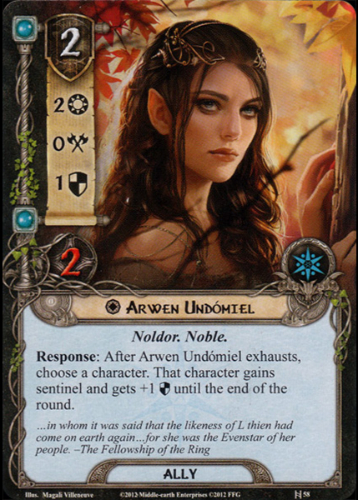 2
2
0
1
2
Arwen Undómiel
Noldor. Noble.
Response: After Arwen Undómiel exhausts,
choose a character. That character gains
sentinel and gets +1 until the end of the
round.
…in whom it was said that the likeness of L thien had
come on earth again…for she was the Evenstar of her
people. –The Fellowship of the Ring
ALLY
Illus. Magali Villeneuve ©2012 Middle-earth Enterprises ©2012 FFG 58